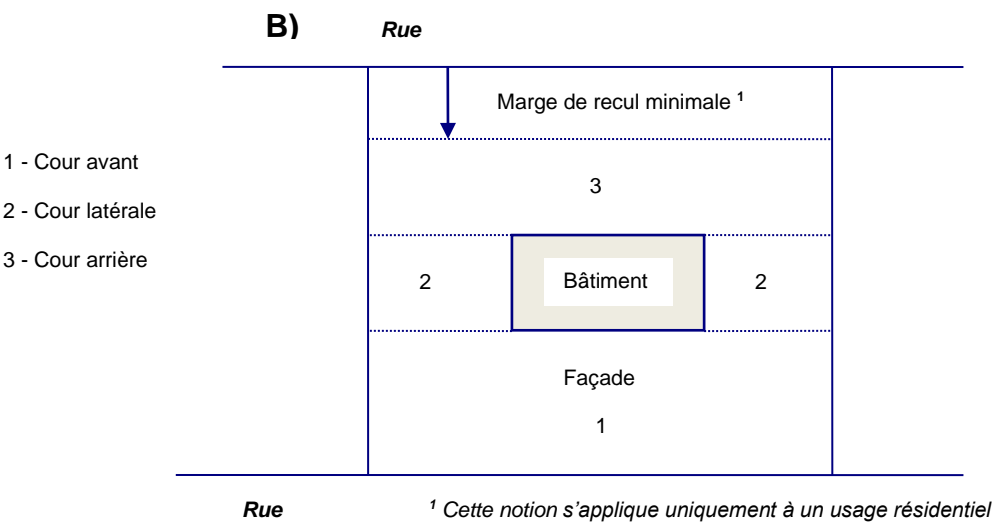 B) Rue
Marge de recul minimale ¹
1 - Cour avant
3
2 - Cour latérale
3 - Cour arrière
2 Bâtiment 2
Façade
1
Rue ¹ Cette notion s’applique uniquement à un usage résidentiel